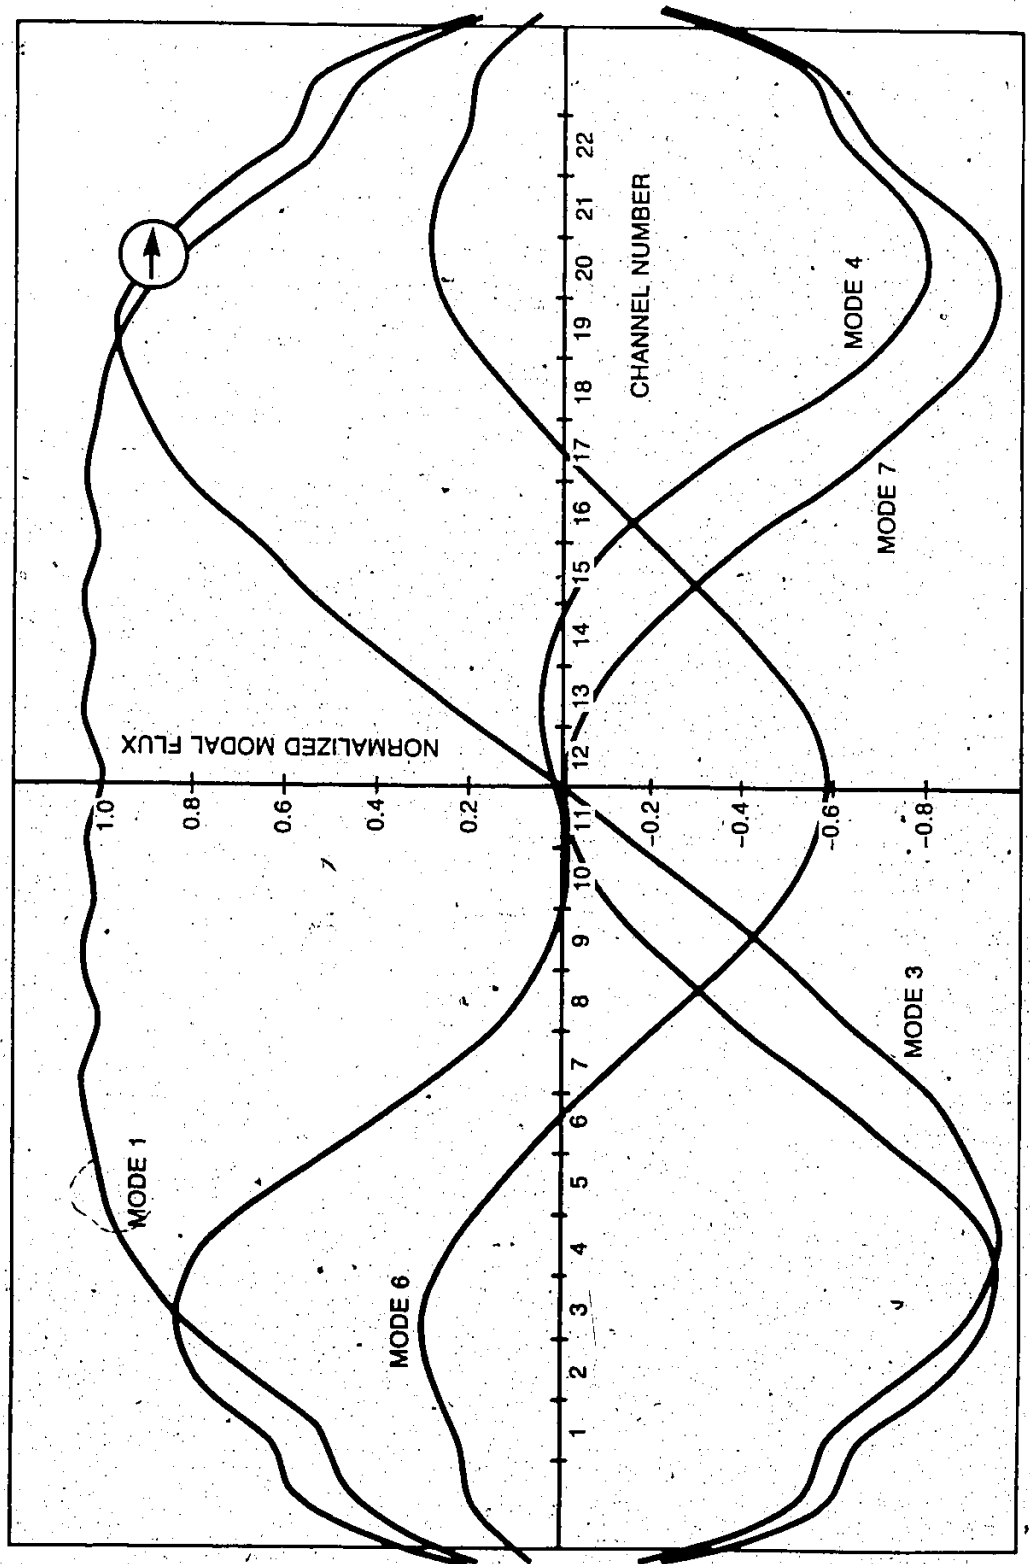 NORMALIZED MODAL FLUX
1.0
0.8
0.6
0.4
0.2
-0.2
-0.4
-0.6
-0.8
1 2 3 4 5 6 7 8 9 10 11 12 13 14 15 16 17 18 19 20 21 22
CHANNEL NUMBER
MODE 1
MODE 6
MODE 3
MODE 7
MODE 4